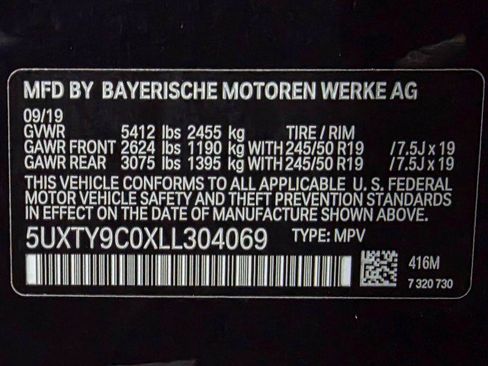 MFD BY BAYERISCHE MOTOREN WERKE AG
09/19
GVWR 5412 lbs 2455 kg TIRE / RIM
GAWR FRONT 2624 lbs 1190 kg WITH 245/50 R19 /7.5J x 19
GAWR REAR 3075 lbs 1395 kg WITH 245/50 R19 /7.5J x 19
THIS VEHICLE CONFORMS TO ALL APPLICABLE U. S. FEDERAL
MOTOR VEHICLE SAFETY AND THEFT PREVENTION STANDARDS
IN EFFECT ON THE DATE OF MANUFACTURE SHOWN ABOVE.
5UXTY9C0XLL304069 TYPE: MPV
416M
7 320 730